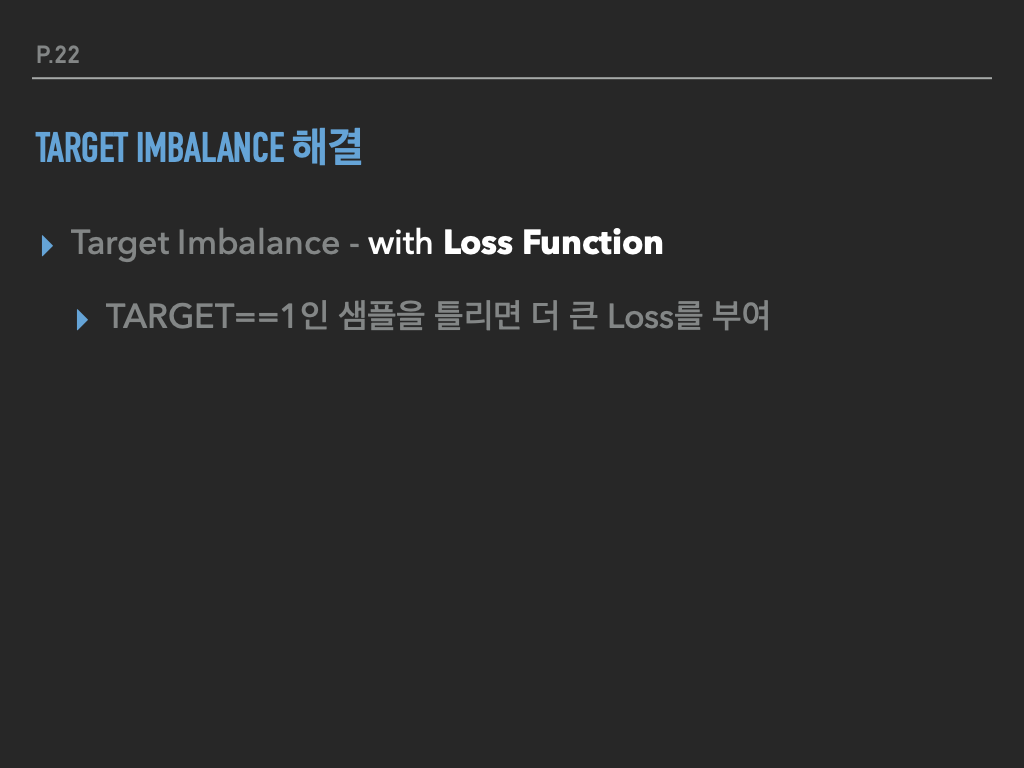 P.22
TARGET IMBALANCE 해결
Target Imbalance - with Loss Function
TARGET==1인 샘플을 틀리면 더 큰 Loss를 부여